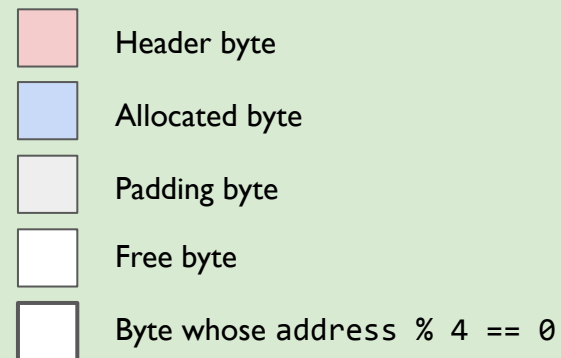 Header byte
Allocated byte
Padding byte
Free byte
Byte whose address % 4 == 0